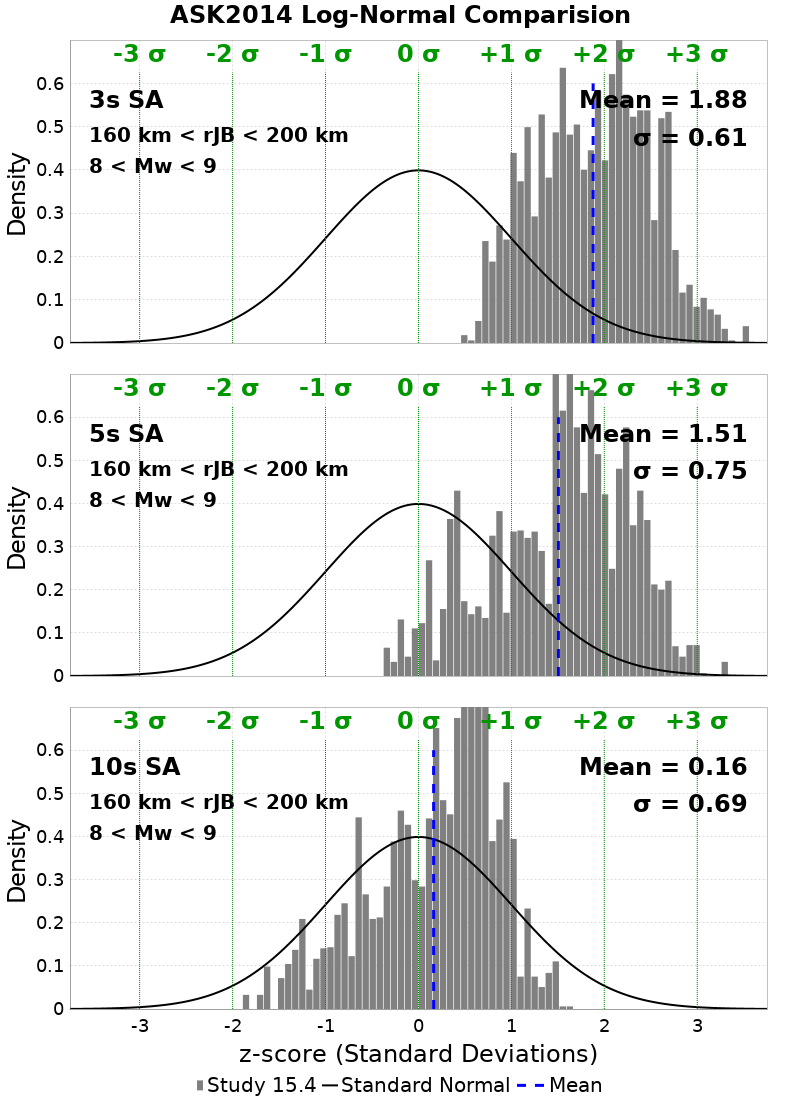 ASK2014 Log-Normal Comparision
-3 σ -2 σ -1 σ 0 σ +1 σ +2 σ +3 σ
3s SA
Mean = 1.88
160 km < rJB < 200 km
σ = 0.61
8 < Mw < 9
Density
0.6
0.5
0.4
0.3
0.2
0.1
0
-3 σ -2 σ -1 σ 0 σ +1 σ +2 σ +3 σ
5s SA
Mean = 1.51
160 km < rJB < 200 km
σ = 0.75
8 < Mw < 9
Density
0.6
0.5
0.4
0.3
0.2
0.1
0
-3 σ -2 σ -1 σ 0 σ +1 σ +2 σ +3 σ
10s SA
Mean = 0.16
160 km < rJB < 200 km
σ = 0.69
8 < Mw < 9
Density
0.6
0.5
0.4
0.3
0.2
0.1
0
-3 -2 -1 0 1 2 3
z-score (Standard Deviations)
Study 15.4 Standard Normal Mean